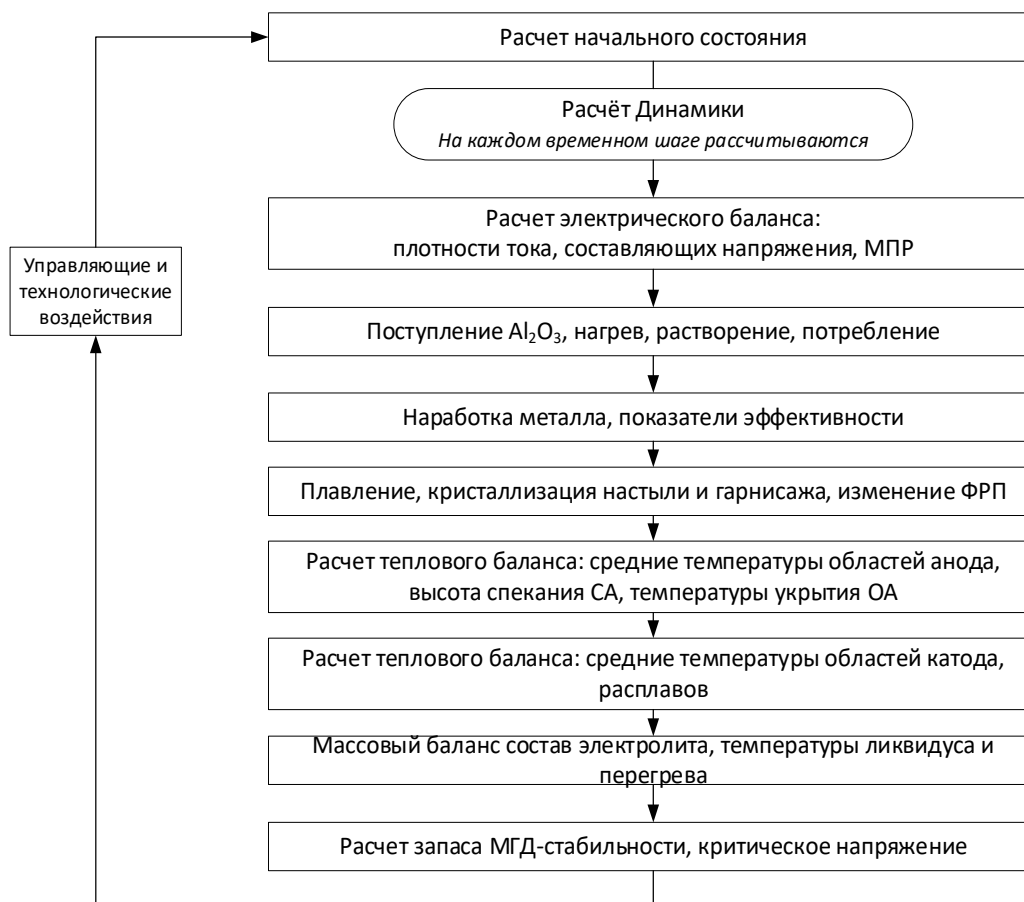 Расчет начального состояния
Расчёт Динамики
На каждом временном шаге рассчитываются
Расчет электрического баланса:
плотности тока, составляющих напряжения, МПР
Управляющие и
технологические
воздействия
Поступление Al₂O₃, нагрев, растворение, потребление
Наработка металла, показатели эффективности
Плавление, кристаллизация настыли и гарнисажа, изменение ФРП
Расчет теплового баланса: средние температуры областей анода,
высота спекания СА, температуры укрытия ОА
Расчет теплового баланса: средние температуры областей катода,
расплавов
Массовый баланс состав электролита, температуры ликвидуса и
перегрева
Расчет запаса МГД-стабильности, критическое напряжение